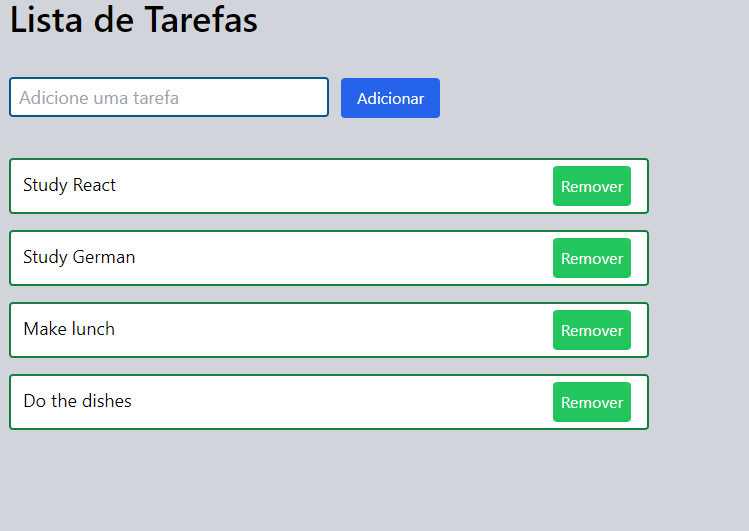 Lista de Tarefas
Adicione uma tarefa
Adicionar
Study React
Remover
Study German
Remover
Make lunch
Remover
Do the dishes
Remover